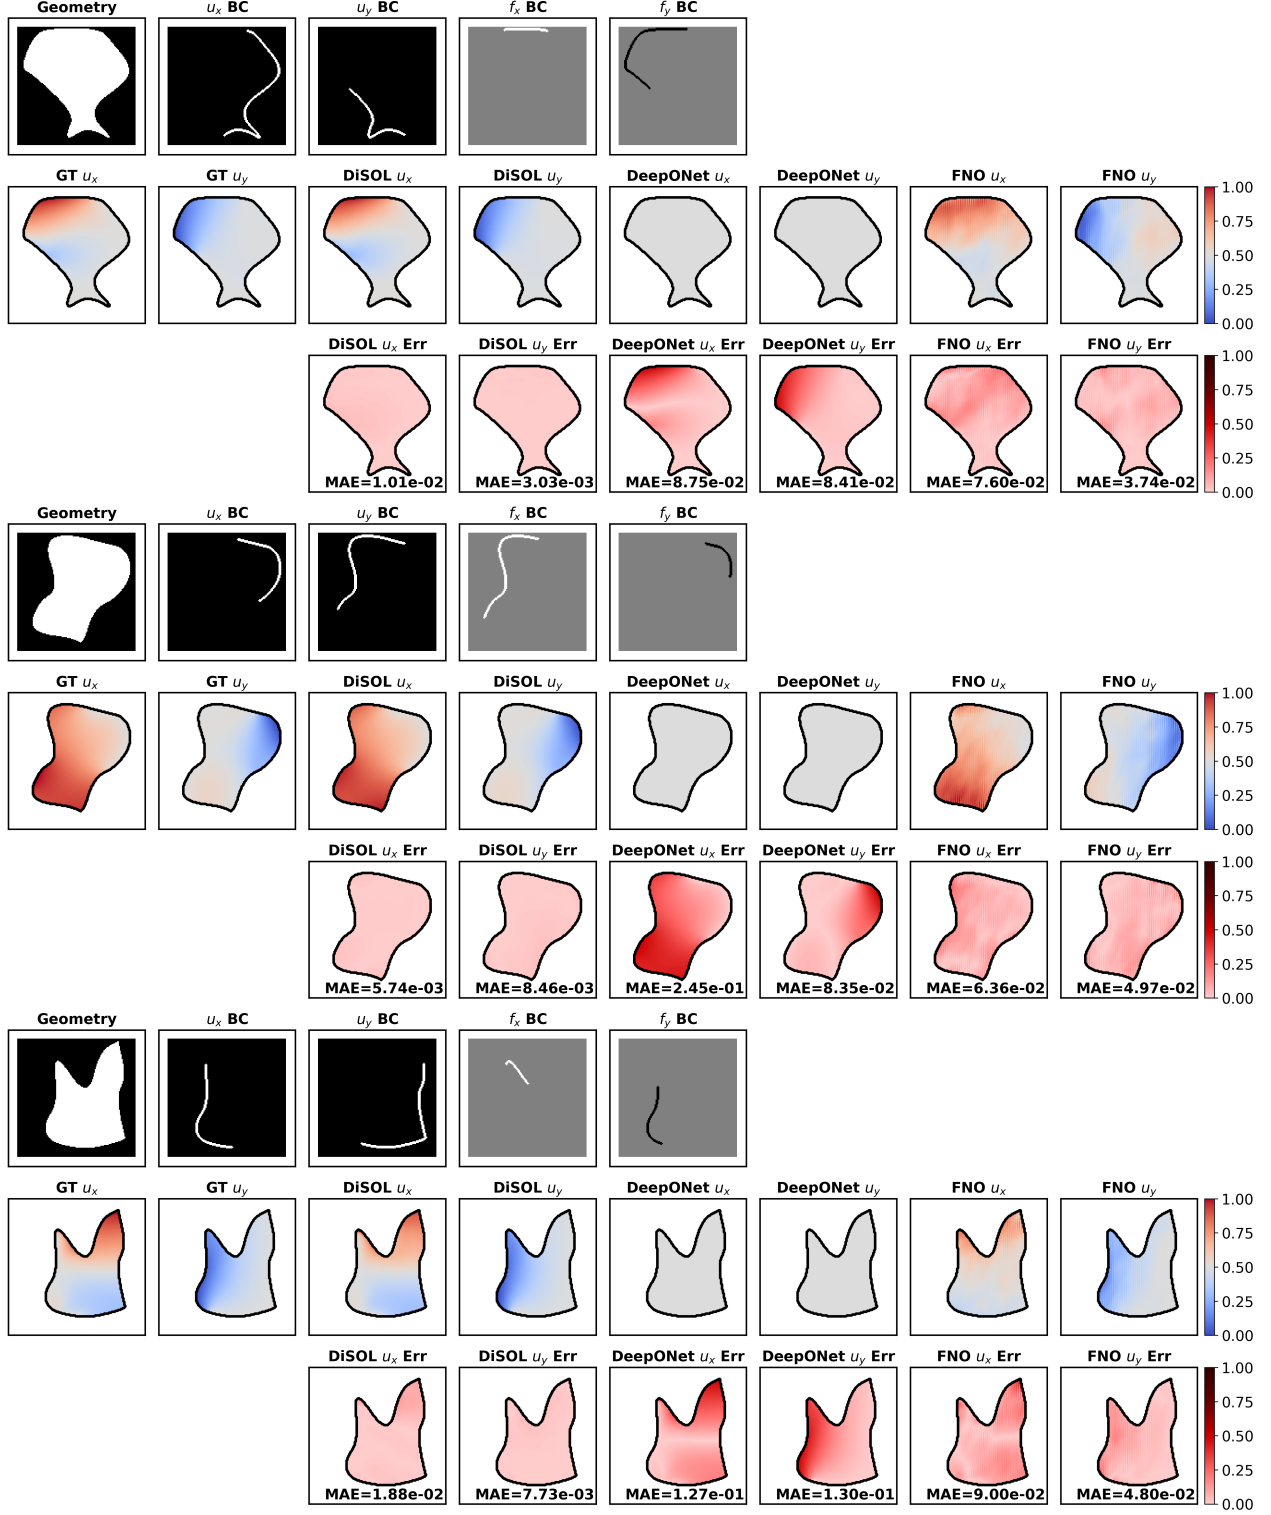 Geometry u_x BC u_y BC f_x BC f_y BC
GT u_x GT u_y DiSOL u_x DiSOL u_y DeepONet u_x DeepONet u_y FNO u_x FNO u_y
1.00
0.75
0.50
0.25
0.00
DiSOL u_x Err DiSOL u_y Err DeepONet u_x Err DeepONet u_y Err FNO u_x Err FNO u_y Err
1.00
0.75
0.50
0.25
0.00
MAE=1.01e-02 MAE=3.03e-03 MAE=8.75e-02 MAE=8.41e-02 MAE=7.60e-02 MAE=3.74e-02
Geometry u_x BC u_y BC f_x BC f_y BC
GT u_x GT u_y DiSOL u_x DiSOL u_y DeepONet u_x DeepONet u_y FNO u_x FNO u_y
1.00
0.75
0.50
0.25
0.00
DiSOL u_x Err DiSOL u_y Err DeepONet u_x Err DeepONet u_y Err FNO u_x Err FNO u_y Err
1.00
0.75
0.50
0.25
0.00
MAE=5.74e-03 MAE=8.46e-03 MAE=2.45e-01 MAE=8.35e-02 MAE=6.36e-02 MAE=4.97e-02
Geometry u_x BC u_y BC f_x BC f_y BC
GT u_x GT u_y DiSOL u_x DiSOL u_y DeepONet u_x DeepONet u_y FNO u_x FNO u_y
1.00
0.75
0.50
0.25
0.00
DiSOL u_x Err DiSOL u_y Err DeepONet u_x Err DeepONet u_y Err FNO u_x Err FNO u_y Err
1.00
0.75
0.50
0.25
0.00
MAE=1.88e-02 MAE=7.73e-03 MAE=1.27e-01 MAE=1.30e-01 MAE=9.00e-02 MAE=4.80e-02